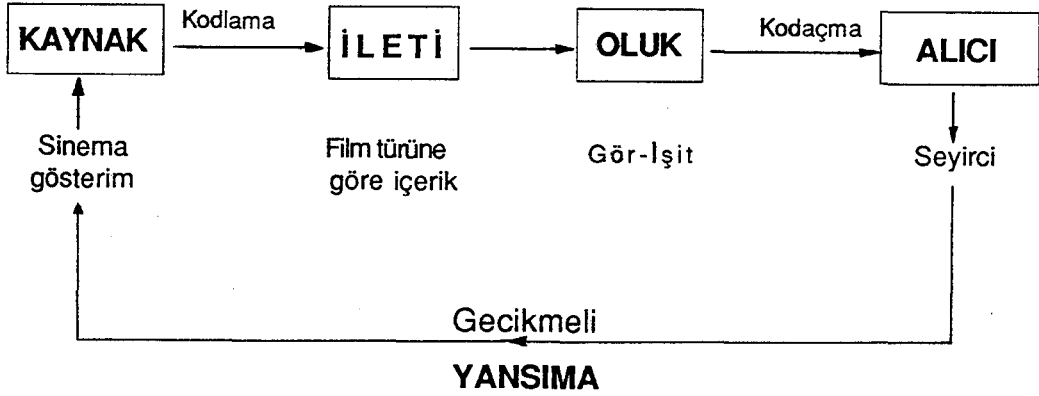 Kodlama
Kodaçma
KAYNAK
İLETİ
OLUK
ALICI
Sinema
gösterim
Film türüne
göre içerik
Gör-İşit
Seyirci
Gecikmeli
YANSIMA